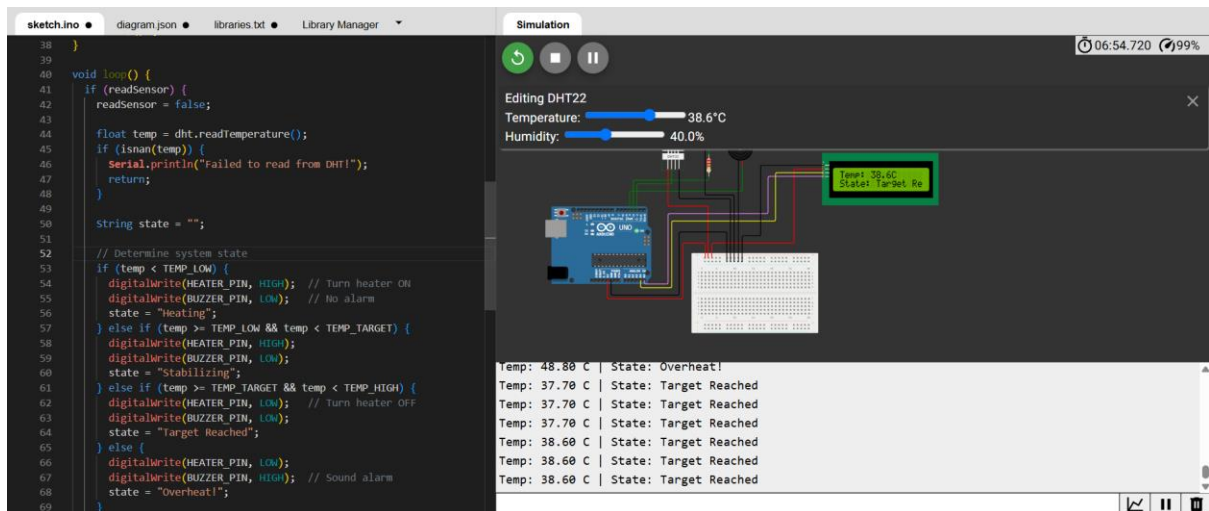 sketch.ino ●
diagram.json ●
libraries.txt ●
Library Manager
38 }
39
40 void loop() {
41 if (readSensor) {
42 readSensor = false;
43
44 float temp = dht.readTemperature();
45 if (isnan(temp)) {
46 Serial.println("Failed to read from DHT!");
47 return;
48 }
49
50 String state = "";
51
52 // Determine system state
53 if (temp < TEMP_LOW) {
54 digitalWrite(HEATER_PIN, HIGH); // Turn heater ON
55 digitalWrite(BUZZER_PIN, LOW); // No alarm
56 state = "Heating";
57 } else if (temp >= TEMP_LOW && temp < TEMP_TARGET) {
58 digitalWrite(HEATER_PIN, HIGH);
59 digitalWrite(BUZZER_PIN, LOW);
60 state = "Stabilizing";
61 } else if (temp >= TEMP_TARGET && temp < TEMP_HIGH) {
62 digitalWrite(HEATER_PIN, LOW); // Turn heater OFF
63 digitalWrite(BUZZER_PIN, LOW);
64 state = "Target Reached";
65 } else {
66 digitalWrite(HEATER_PIN, LOW);
67 digitalWrite(BUZZER_PIN, HIGH); // Sound alarm
68 state = "Overheat!";
69 }
Simulation
06:54.720 99%
Editing DHT22
Temperature: 38.6°C
Humidity: 40.0%
Temp: 38.6C
State: Target Re
UNO
ARDUINO
Temp: 48.80 C | State: Overheat!
Temp: 37.70 C | State: Target Reached
Temp: 37.70 C | State: Target Reached
Temp: 37.70 C | State: Target Reached
Temp: 38.60 C | State: Target Reached
Temp: 38.60 C | State: Target Reached
Temp: 38.60 C | State: Target Reached